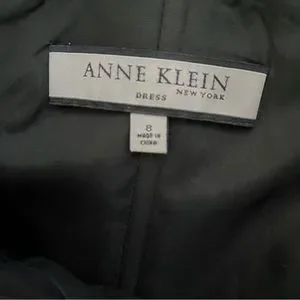 ANNE KLEIN
NEW YORK
DRESS
8
MADE IN
CHINA